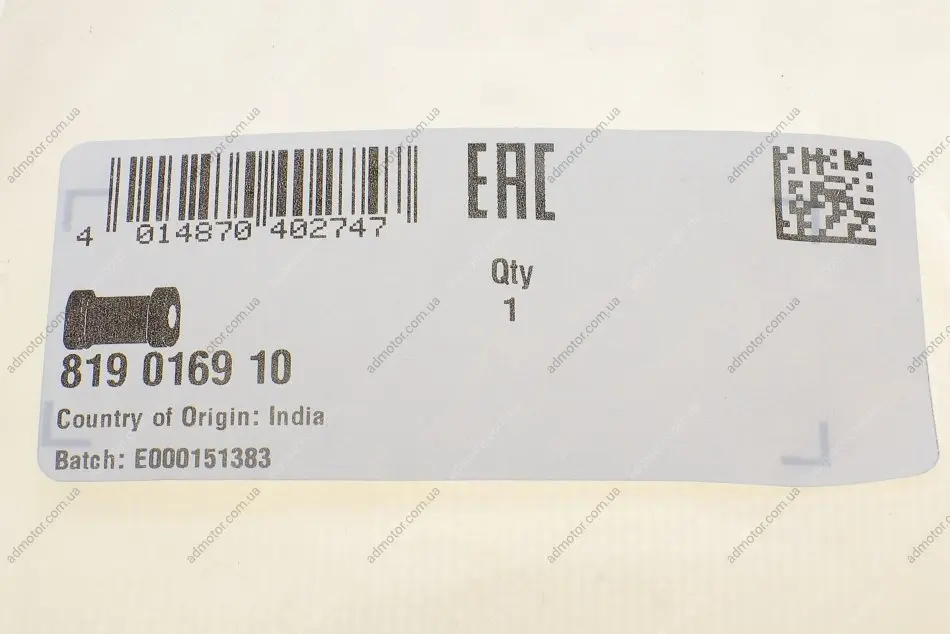 4 014870 402747
EAC
Qty
1
819 0169 10
Country of Origin: India
Batch: E000151383
admotor.com.ua